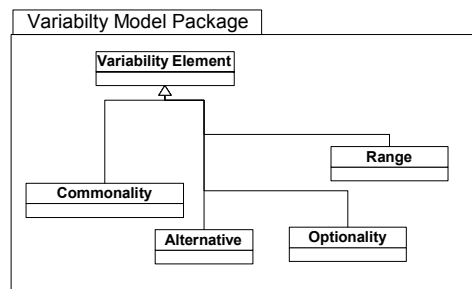 Variabilty Model Package
Variability Element
Range
Commonality
Alternative
Optionality